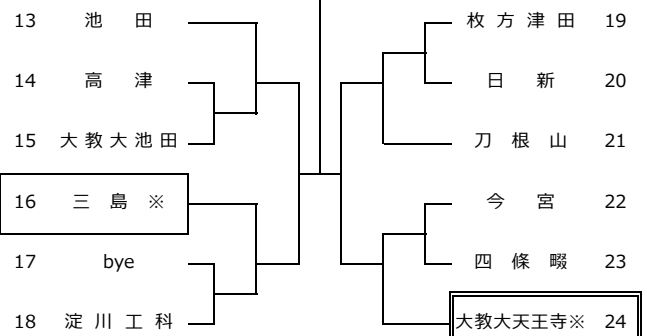 13 池田
14 高津
15 大教大池田
16 三島 ※
17 bye
18 淀川工科
枚方津田 19
日新 20
刀根山 21
今宮 22
四條畷 23
大教大天王寺※ 24